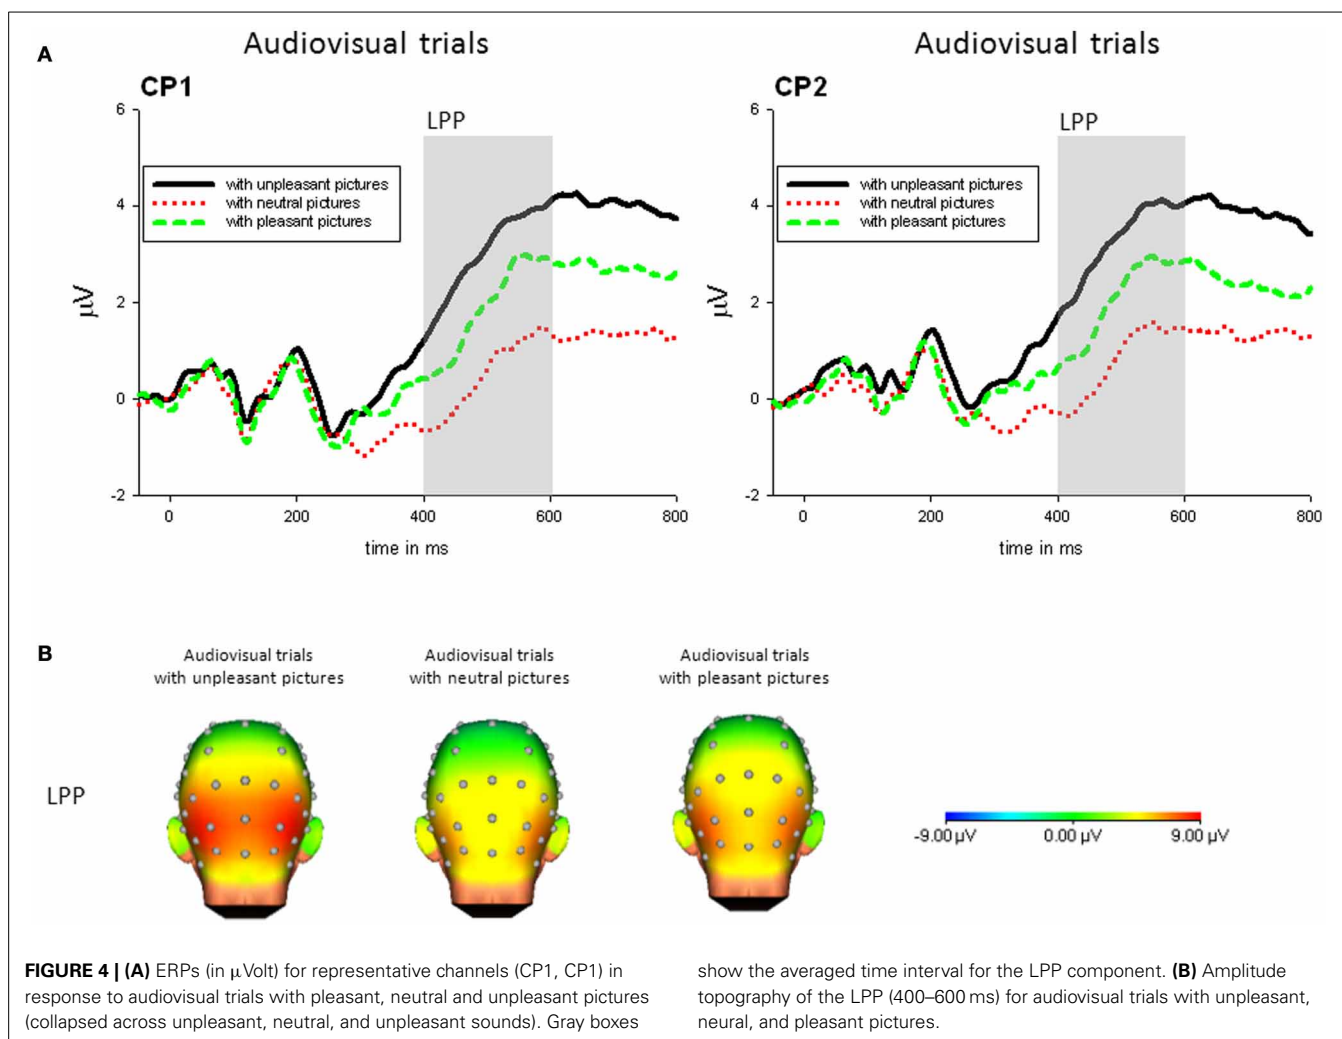 A
Audiovisual trials
CP1
LPP
6
4
2
0
-2
µV
with unpleasant pictures
with neutral pictures
with pleasant pictures
0 200 400 600 800
time in ms
Audiovisual trials
CP2
LPP
6
4
2
0
-2
µV
with unpleasant pictures
with neutral pictures
with pleasant pictures
0 200 400 600 800
time in ms
B
Audiovisual trials
with unpleasant pictures
Audiovisual trials
with neutral pictures
Audiovisual trials
with pleasant pictures
LPP
-9.00 µV 0.00 µV 9.00 µV
FIGURE 4 | (A) ERPs (in µVolt) for representative channels (CP1, CP1) in
response to audiovisual trials with pleasant, neutral and unpleasant pictures
(collapsed across unpleasant, neutral, and unpleasant sounds). Gray boxes
show the averaged time interval for the LPP component. (B) Amplitude
topography of the LPP (400–600 ms) for audiovisual trials with unpleasant,
neural, and pleasant pictures.